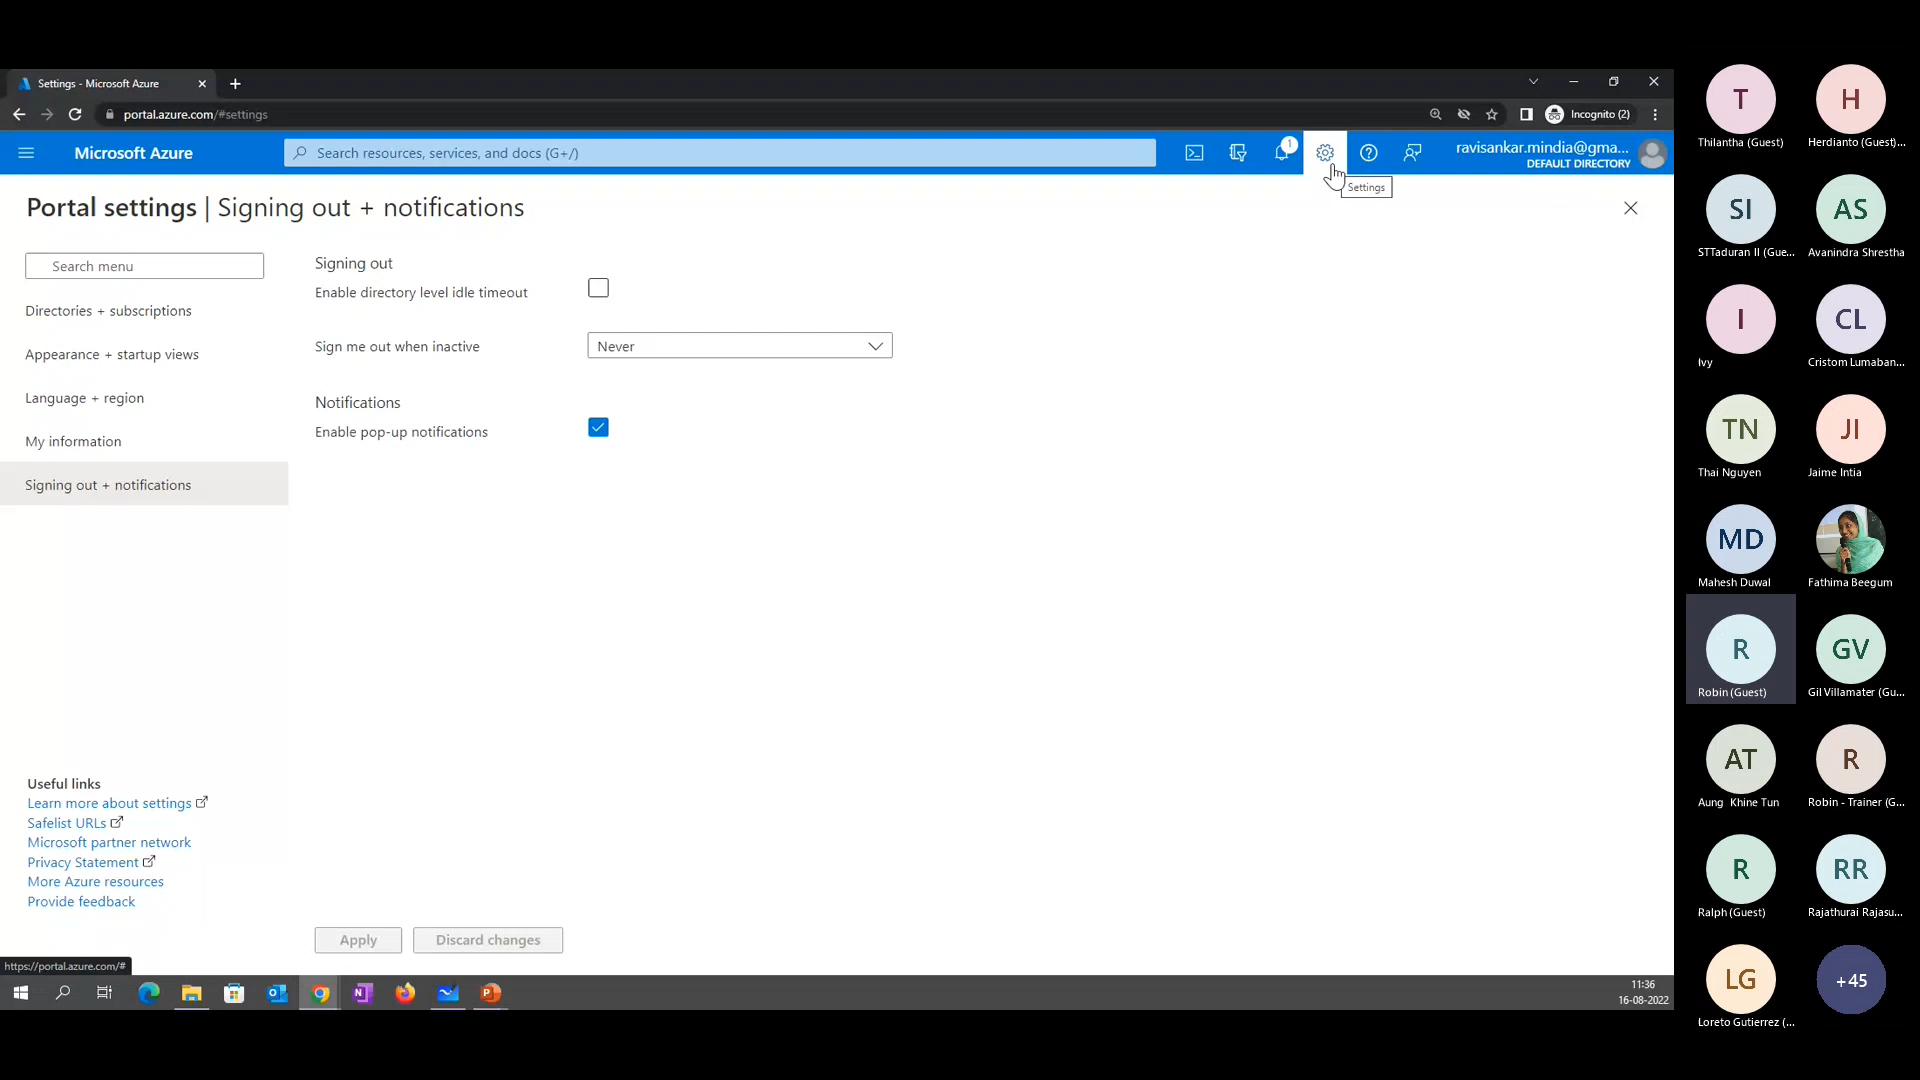 Settings - Microsoft Azure
portal.azure.com/#settings
Incognito (2)
Microsoft Azure
Search resources, services, and docs (G+/)
1
ravisankar.mindia@gma...
DEFAULT DIRECTORY
Settings
Portal settings | Signing out + notifications
Search menu
Directories + subscriptions
Appearance + startup views
Language + region
My information
Signing out + notifications
Signing out
Enable directory level idle timeout
Sign me out when inactive
Never
Notifications
Enable pop-up notifications
Useful links
Learn more about settings
Safelist URLs
Microsoft partner network
Privacy Statement
More Azure resources
Provide feedback
Apply
Discard changes
https://portal.azure.com/#
11:36
16-08-2022
T
Thilantha (Guest)
H
Herdianto (Guest)...
SI
STTaduran II (Gue...
AS
Avanindra Shrestha
I
Ivy
CL
Cristom Lumaban...
TN
Thai Nguyen
JI
Jaime Intia
MD
Mahesh Duwal
Fathima Beegum
R
Robin (Guest)
GV
Gil Villamater (Gu...
AT
Aung Khine Tun
R
Robin - Trainer (G...
R
Ralph (Guest)
RR
Rajathurai Rajasu...
LG
Loreto Gutierrez (...
+45